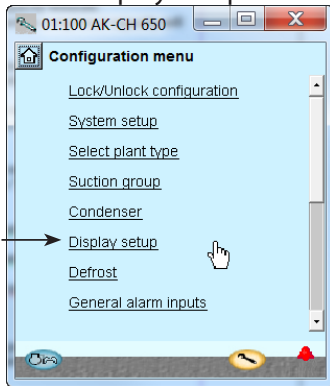 01:100 AK-CH 650
Configuration menu
Lock/Unlock configuration
System setup
Select plant type
Suction group
Condenser
Display setup
Defrost
General alarm inputs